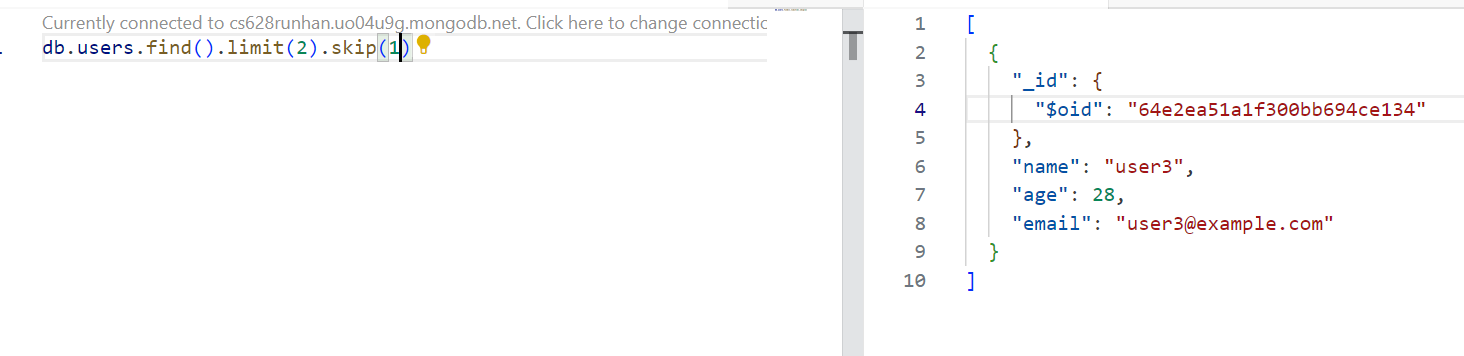 Currently connected to cs628runhan.uo04u9g.mongodb.net. Click here to change connectic
db.users.find().limit(2).skip(1)
1 [
2 {
3 "_id": {
4 "$oid": "64e2ea51a1f300bb694ce134"
5 },
6 "name": "user3",
7 "age": 28,
8 "email": "user3@example.com"
9 }
10 ]